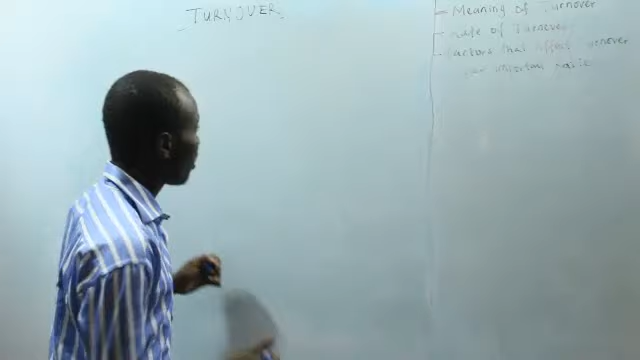 TURNOVER
- Meaning of Turnover
- Rate of Turnover
- Factors that Affect Turnover